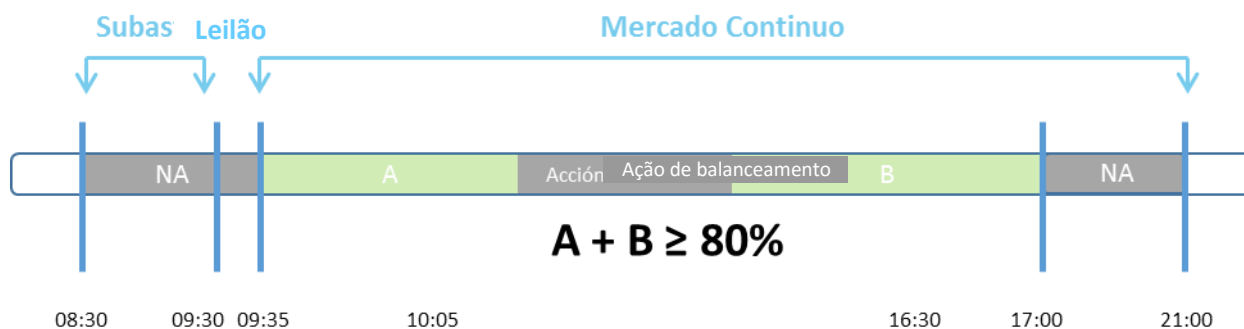 Subas Leilão Mercado Continuo
NA A Acción Ação de balanceamento B NA
A + B ≥ 80%
08:30 09:30 09:35 10:05 16:30 17:00 21:00